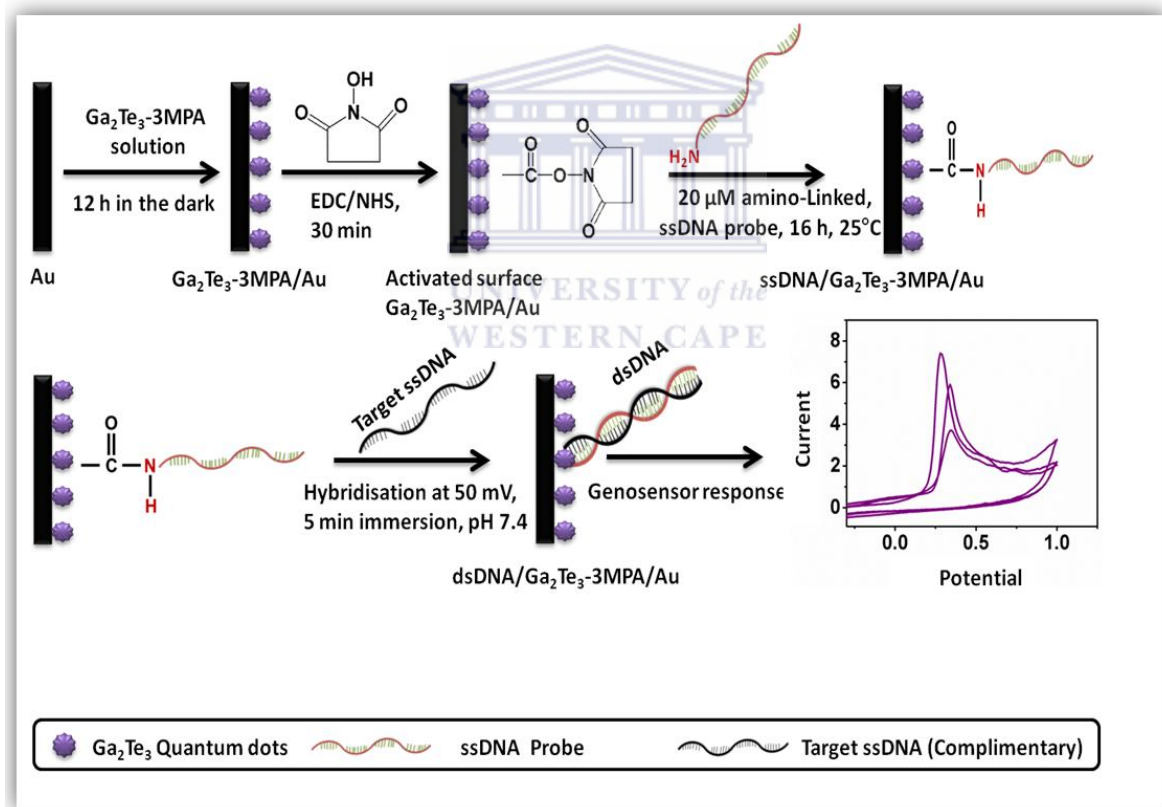 Ga₂Te₃-3MPA
solution
12 h in the dark
Au
OH
N
O
O
EDC/NHS,
30 min
Ga₂Te₃-3MPA/Au
O
O
C
O
N
O
Activated surface
Ga₂Te₃-3MPA/Au
H₂N
20 µM amino-Linked,
ssDNA probe, 16 h, 25°C
O
C
N
H
ssDNA/Ga₂Te₃-3MPA/Au
UNIVERSITY of the
WESTERN CAPE
O
C
N
H
Target ssDNA
Hybridisation at 50 mV,
5 min immersion, pH 7.4
dsDNA
dsDNA/Ga₂Te₃-3MPA/Au
Genosensor response
Current
8
6
4
2
0
0.0 0.5 1.0
Potential
Ga₂Te₃ Quantum dots
ssDNA Probe
Target ssDNA (Complimentary)